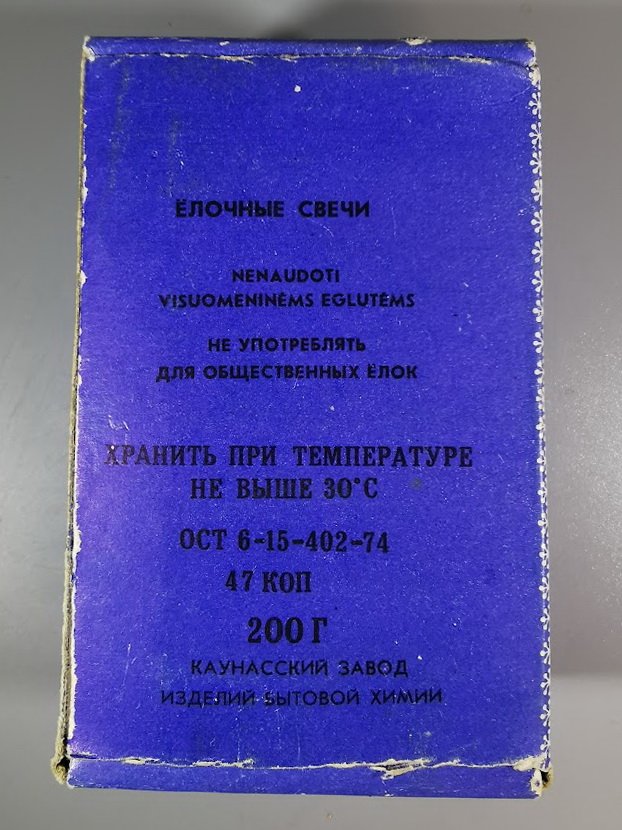 ЁЛОЧНЫЕ СВЕЧИ
NENAUDOTI
VISUOMENINĖMS EGLUTĖMS
НЕ УПОТРЕБЛЯТЬ
ДЛЯ ОБЩЕСТВЕННЫХ ЁЛОК
ХРАНИТЬ ПРИ ТЕМПЕРАТУРЕ
НЕ ВЫШЕ 30°С
ОСТ 6-15-402-74
47 КОП
200 Г
КАУНАССКИЙ ЗАВОД
ИЗДЕЛИЙ БЫТОВОЙ ХИМИИ